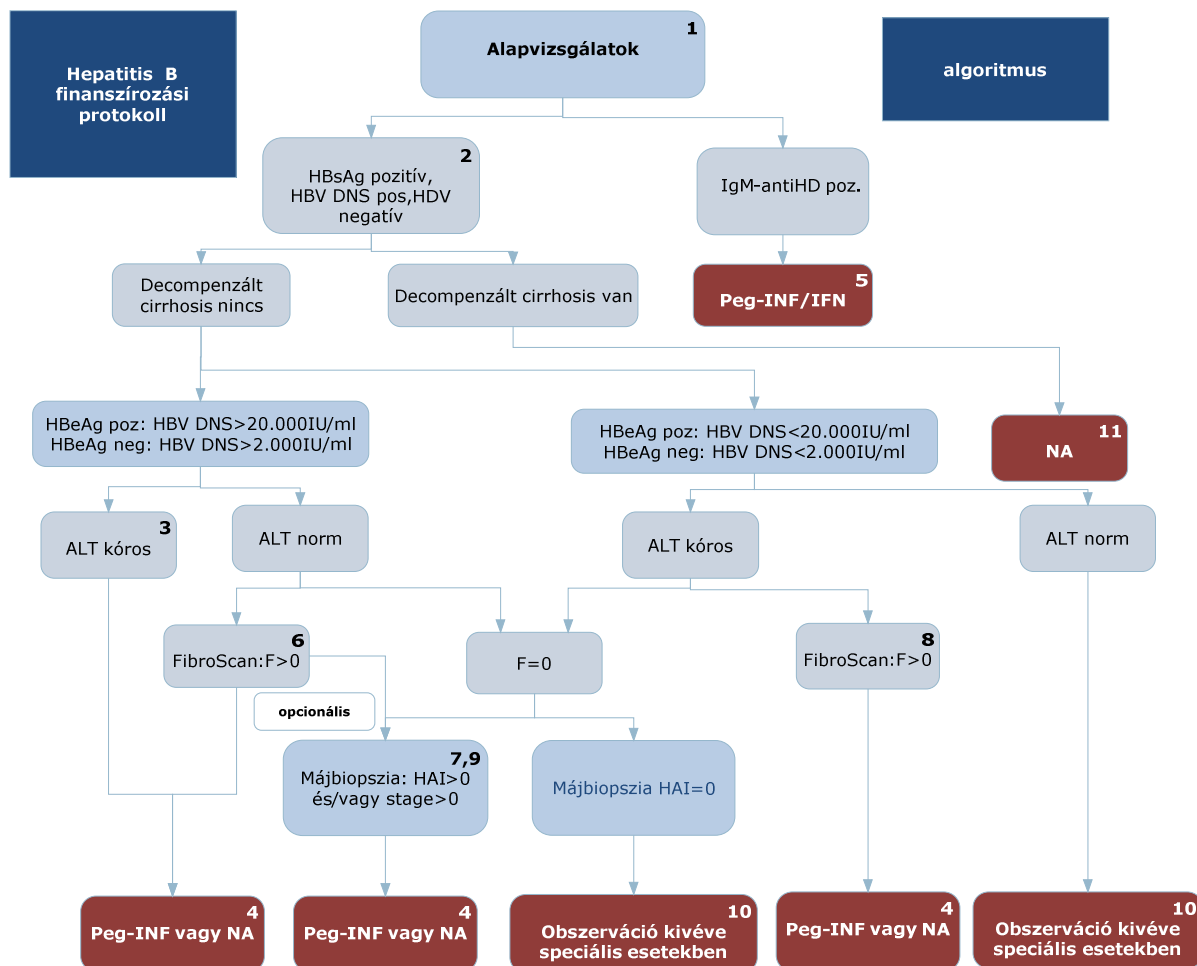 Hepatitis B
finanszírozási
protokoll
1
Alapvizsgálatok
algoritmus
2
HBsAg pozitív,
HBV DNS pos,HDV
negatív
IgM-antiHD poz.
Decompenzált
cirrhosis nincs
Decompenzált cirrhosis van
5
Peg-INF/IFN
HBeAg poz: HBV DNS>20.000IU/ml
HBeAg neg: HBV DNS>2.000IU/ml
HBeAg poz: HBV DNS<20.000IU/ml
HBeAg neg: HBV DNS<2.000IU/ml
11
NA
3
ALT kóros
ALT norm
ALT kóros
ALT norm
6
FibroScan:F>0
F=0
8
FibroScan:F>0
opcionális
7,9
Májbiopszia: HAI>0
és/vagy stage>0
Májbiopszia HAI=0
4
Peg-INF vagy NA
4
Peg-INF vagy NA
10
Obszerváció kivéve
speciális esetekben
4
Peg-INF vagy NA
10
Obszerváció kivéve
speciális esetekben